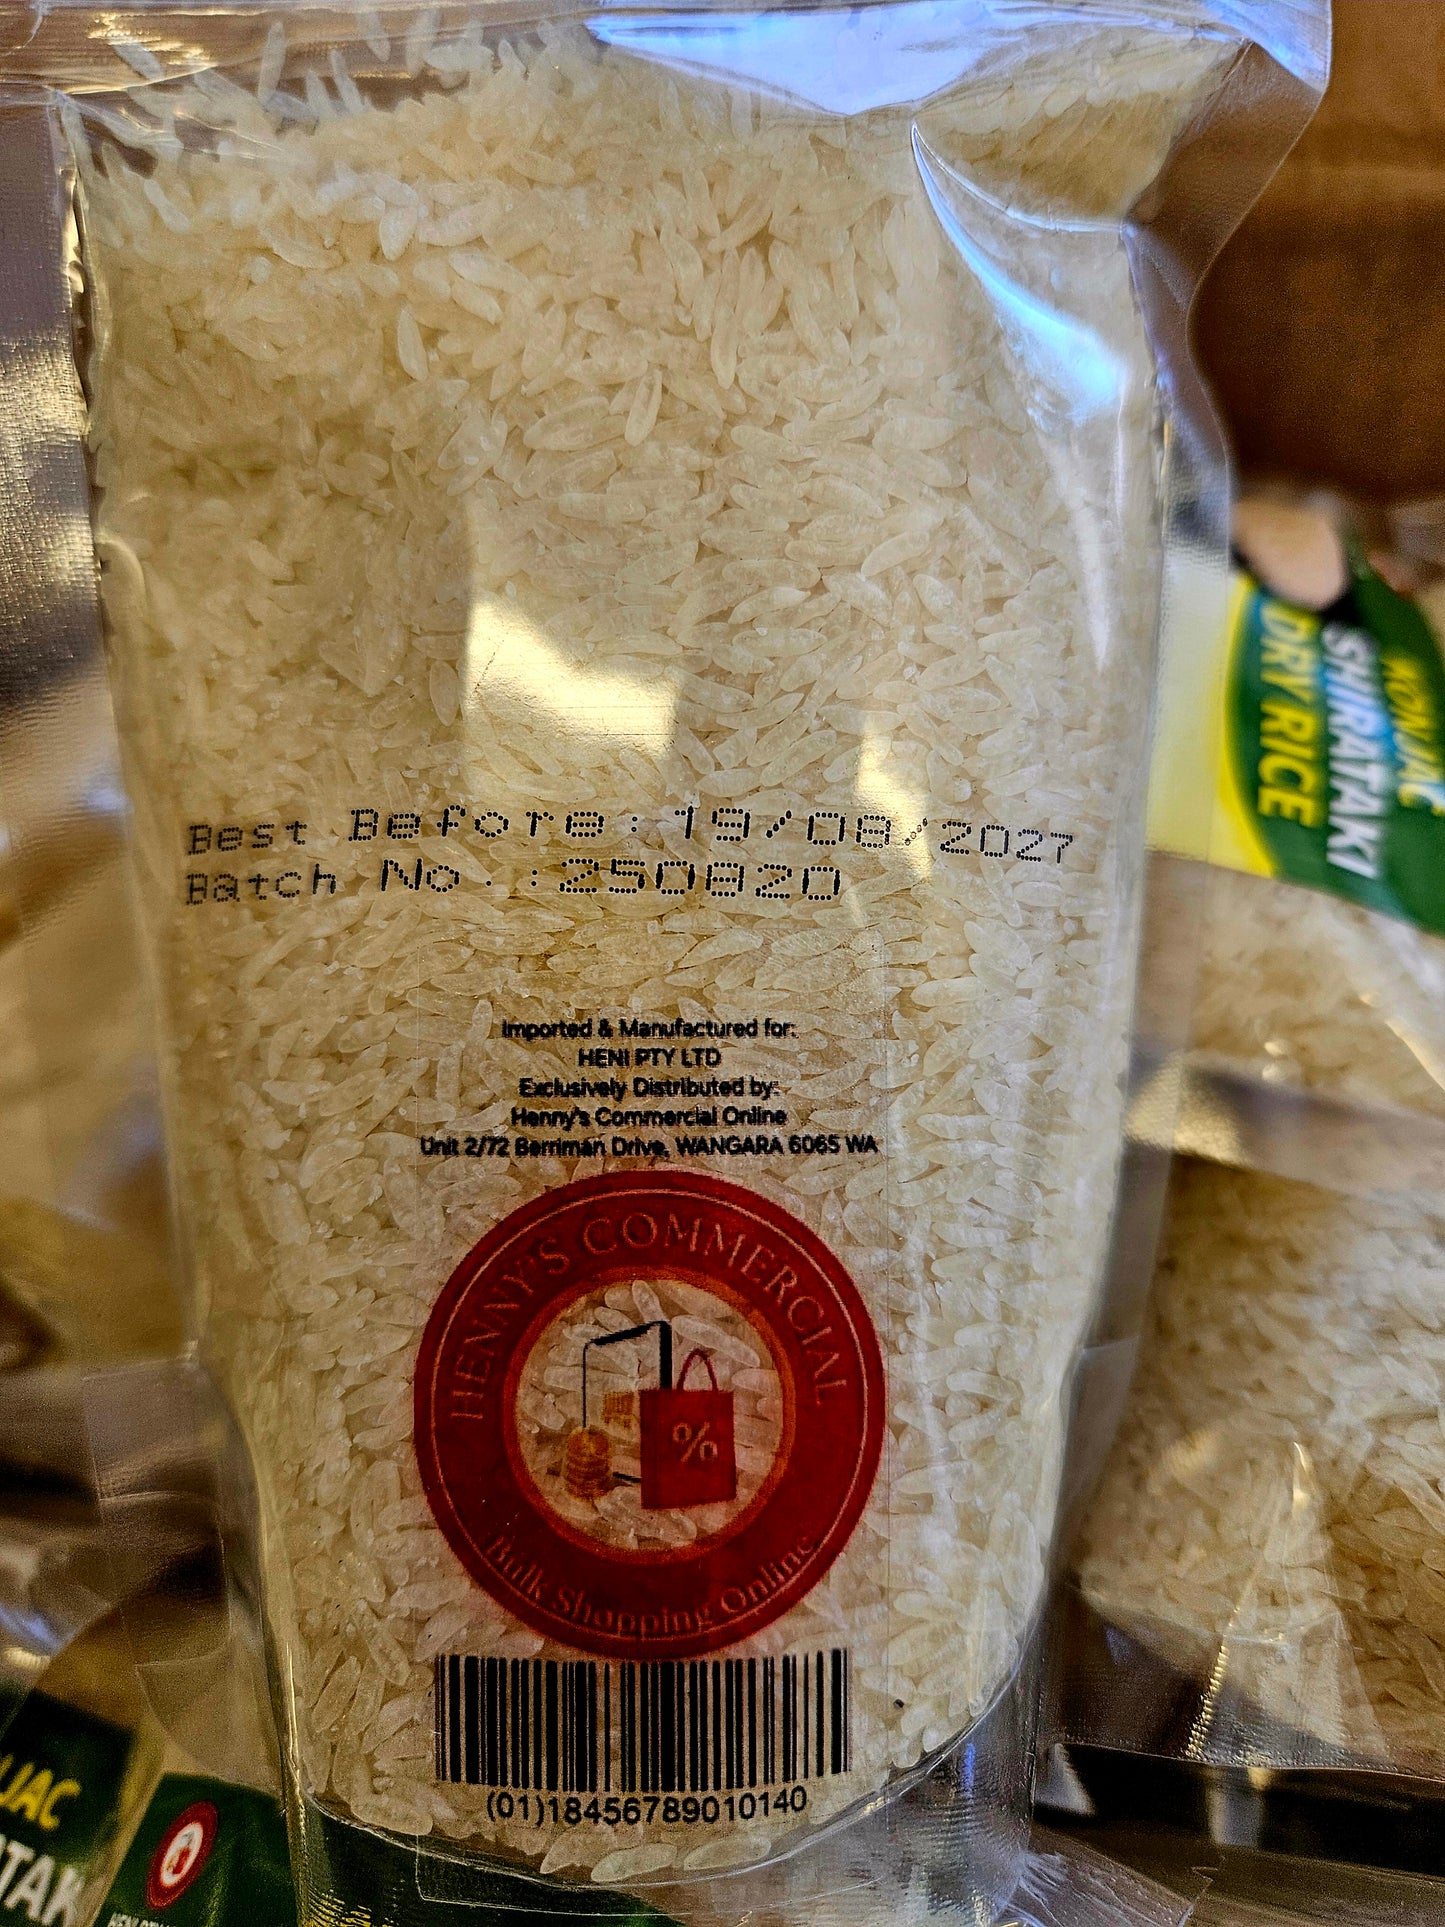 Best Before: 19/08/2027
Batch No. :250820
Imported & Manufactured for:
HENI PTY LTD
Exclusively Distributed by:
Henny's Commercial Online
Unit 2/72 Berriman Drive, WANGARA 6065 WA
HENNY'S COMMERCIAL
%
Bulk Shopping Online
(01)18456789010140
KONJAC
SHIRATAKI
DRY RICE
JAC
TAK